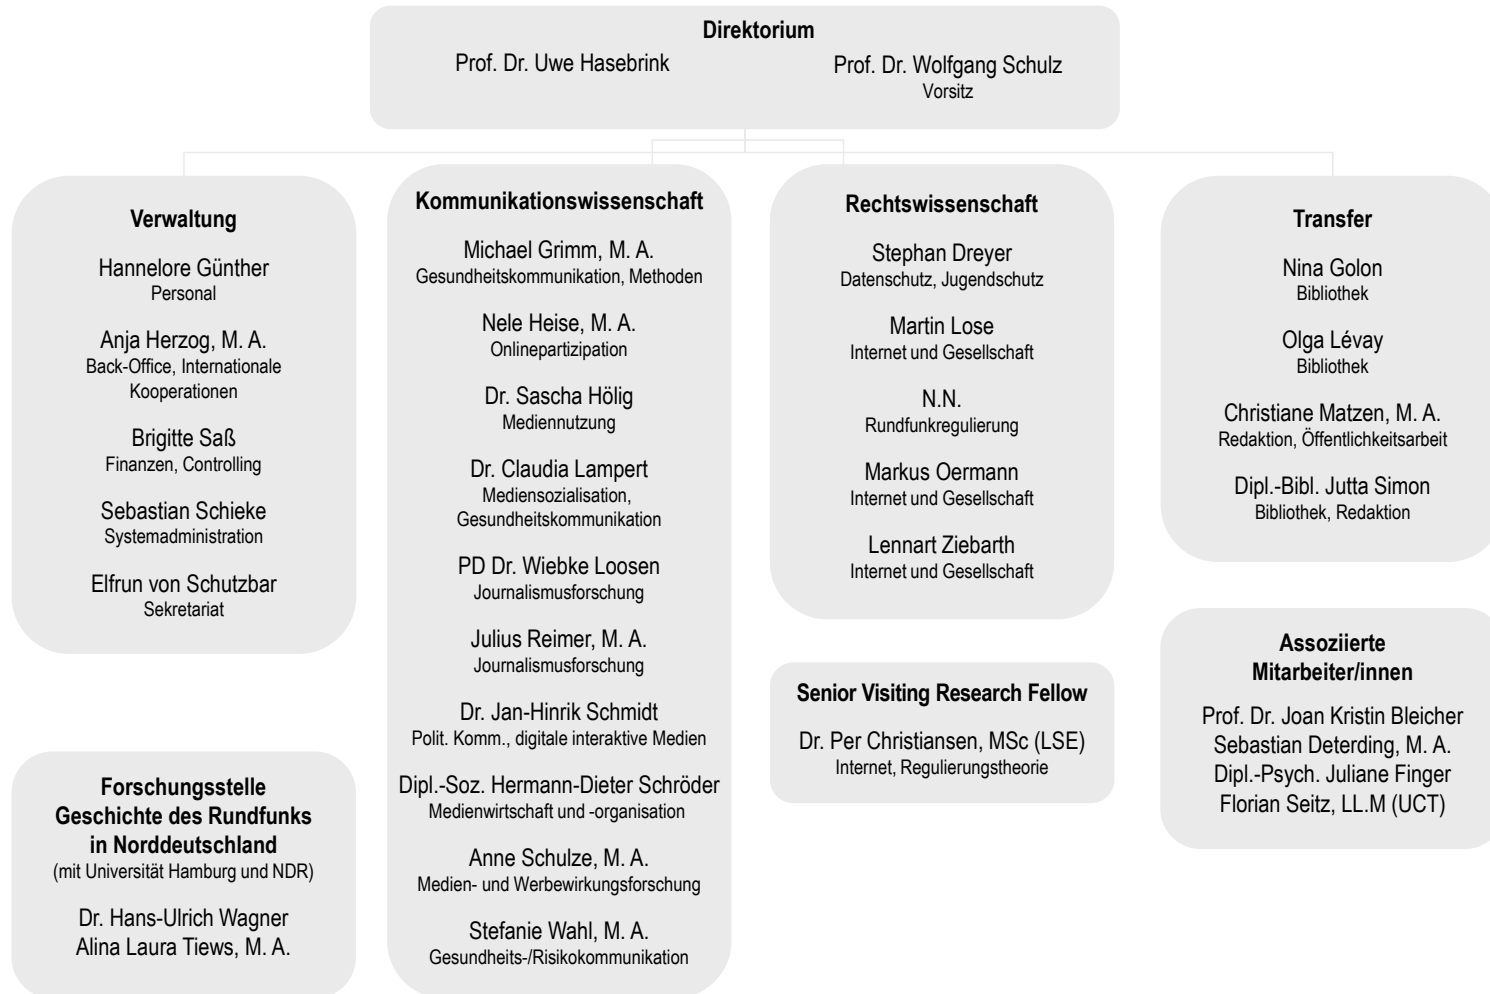 Direktorium
Prof. Dr. Uwe Hasebrink
Prof. Dr. Wolfgang Schulz
Vorsitz
Verwaltung
Hannelore Günther
Personal
Anja Herzog, M. A.
Back-Office, Internationale
Kooperationen
Brigitte Saß
Finanzen, Controlling
Sebastian Schieke
Systemadministration
Elfrun von Schutzbar
Sekretariat
Forschungsstelle
Geschichte des Rundfunks
in Norddeutschland
(mit Universität Hamburg und NDR)
Dr. Hans-Ulrich Wagner
Alina Laura Tiews, M. A.
Kommunikationswissenschaft
Michael Grimm, M. A.
Gesundheitskommunikation, Methoden
Nele Heise, M. A.
Onlinepartizipation
Dr. Sascha Hölig
Mediennutzung
Dr. Claudia Lampert
Mediensozialisation,
Gesundheitskommunikation
PD Dr. Wiebke Loosen
Journalismusforschung
Julius Reimer, M. A.
Journalismusforschung
Dr. Jan-Hinrik Schmidt
Polit. Komm., digitale interaktive Medien
Dipl.-Soz. Hermann-Dieter Schröder
Medienwirtschaft und -organisation
Anne Schulze, M. A.
Medien- und Werbewirkungsforschung
Stefanie Wahl, M. A.
Gesundheits-/Risikokommunikation
Rechtswissenschaft
Stephan Dreyer
Datenschutz, Jugendschutz
Martin Lose
Internet und Gesellschaft
N.N.
Rundfunkregulierung
Markus Oermann
Internet und Gesellschaft
Lennart Ziebarth
Internet und Gesellschaft
Senior Visiting Research Fellow
Dr. Per Christiansen, MSc (LSE)
Internet, Regulierungstheorie
Transfer
Nina Golon
Bibliothek
Olga Lévay
Bibliothek
Christiane Matzen, M. A.
Redaktion, Öffentlichkeitsarbeit
Dipl.-Bibl. Jutta Simon
Bibliothek, Redaktion
Assoziierte
Mitarbeiter/innen
Prof. Dr. Joan Kristin Bleicher
Sebastian Deterding, M. A.
Dipl.-Psych. Juliane Finger
Florian Seitz, LL.M (UCT)